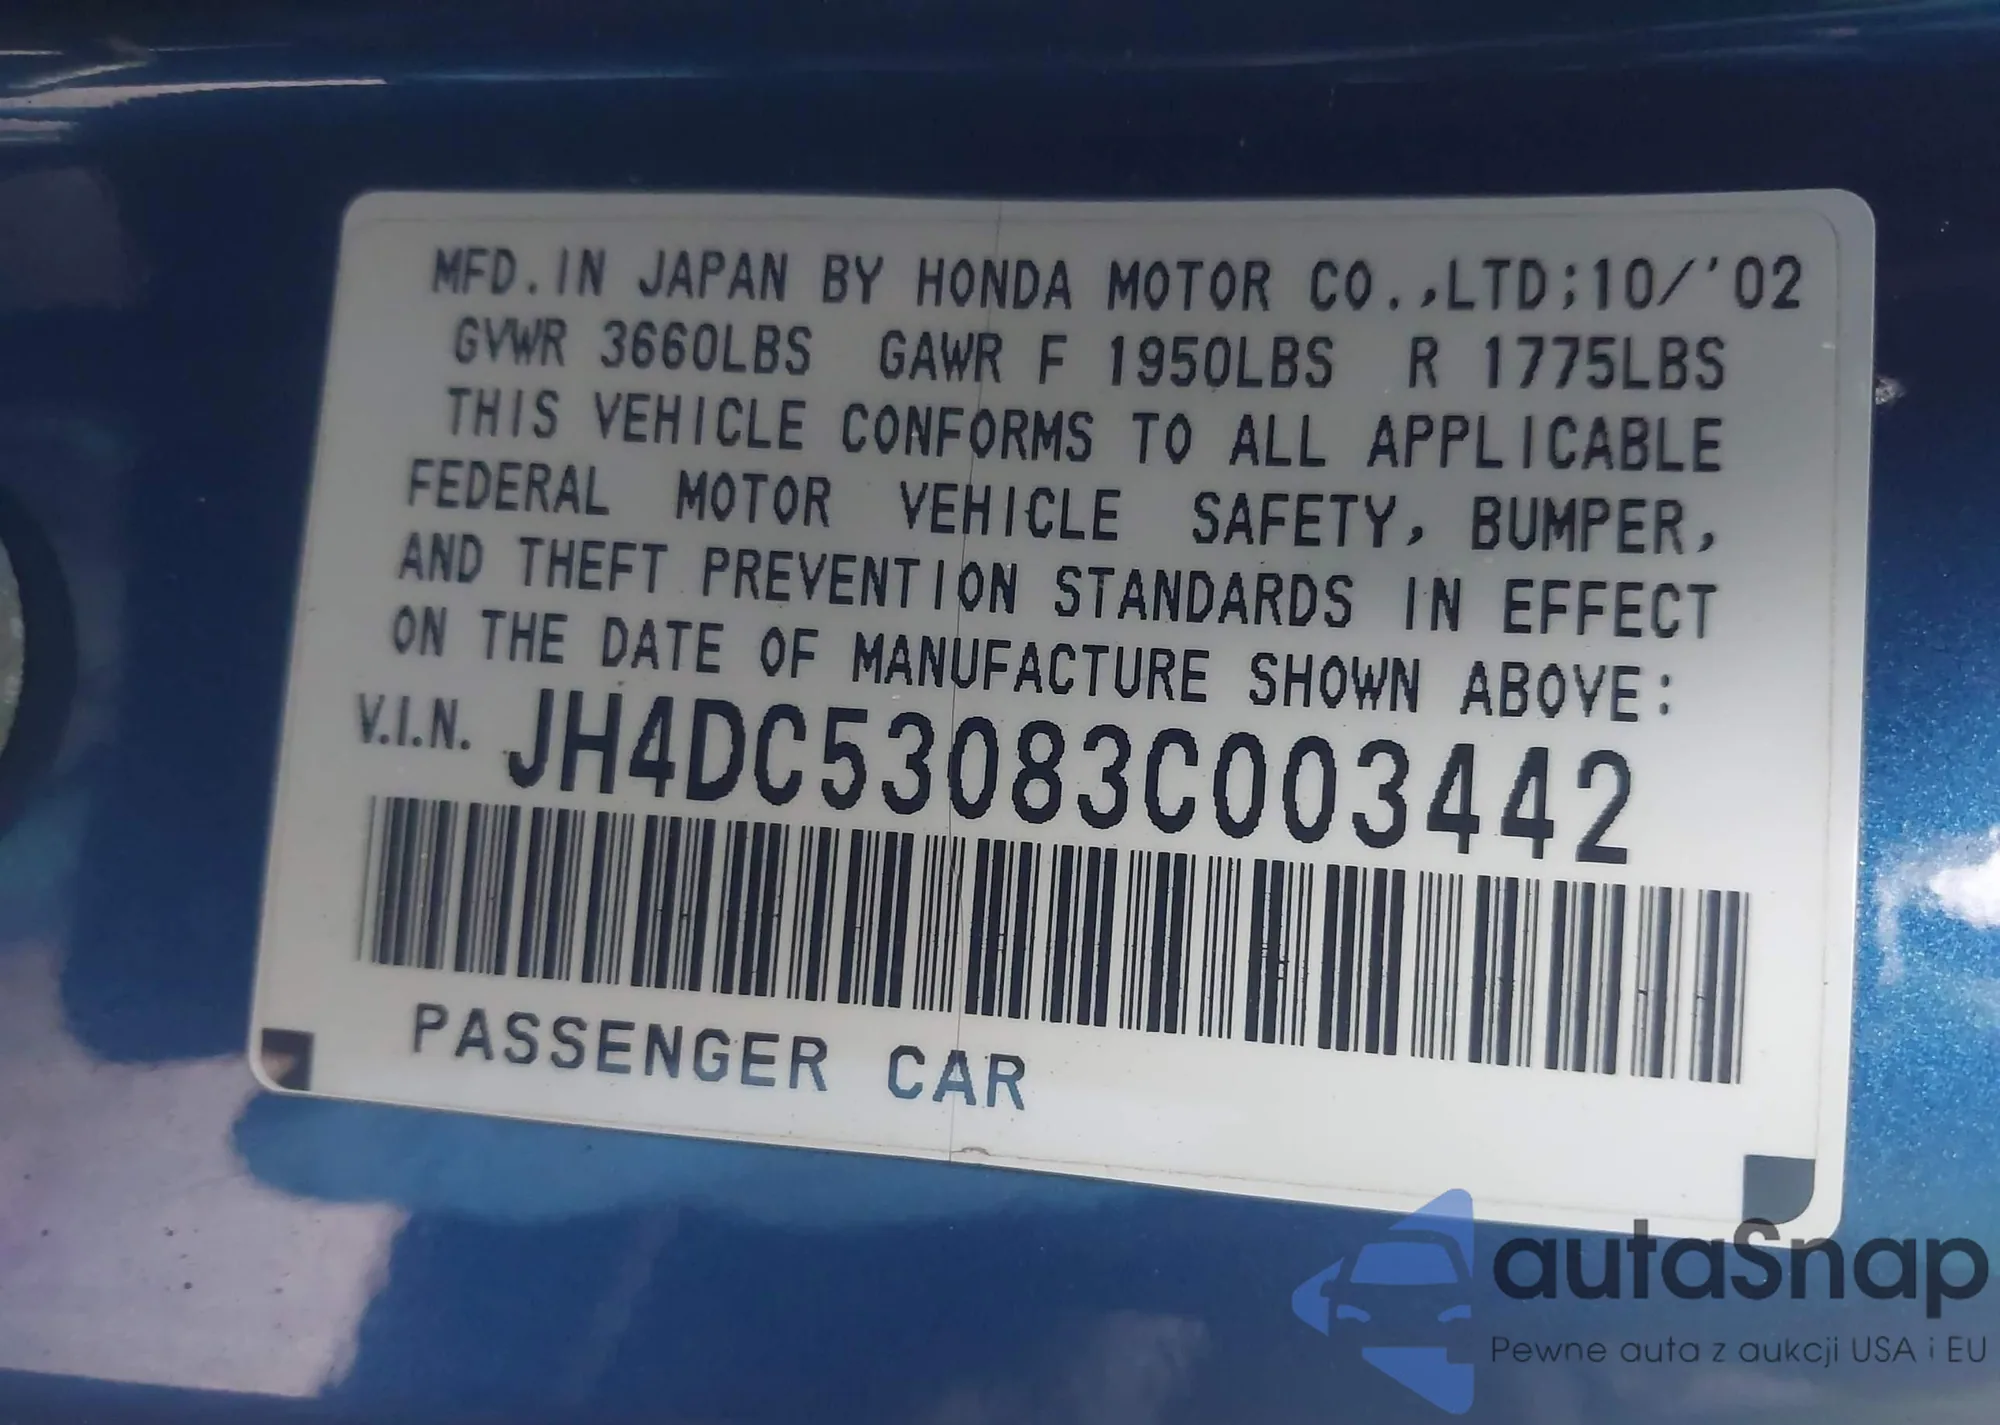 MFD. IN JAPAN BY HONDA MOTOR CO.,LTD;10/'02
GVWR 3660LBS GAWR F 1950LBS R 1775LBS
THIS VEHICLE CONFORMS TO ALL APPLICABLE
FEDERAL MOTOR VEHICLE SAFETY, BUMPER,
AND THEFT PREVENTION STANDARDS IN EFFECT
ON THE DATE OF MANUFACTURE SHOWN ABOVE:
V.I.N. JH4DC53083C003442
PASSENGER CAR
autaSnap
Pewne auta z aukcji USA i EU